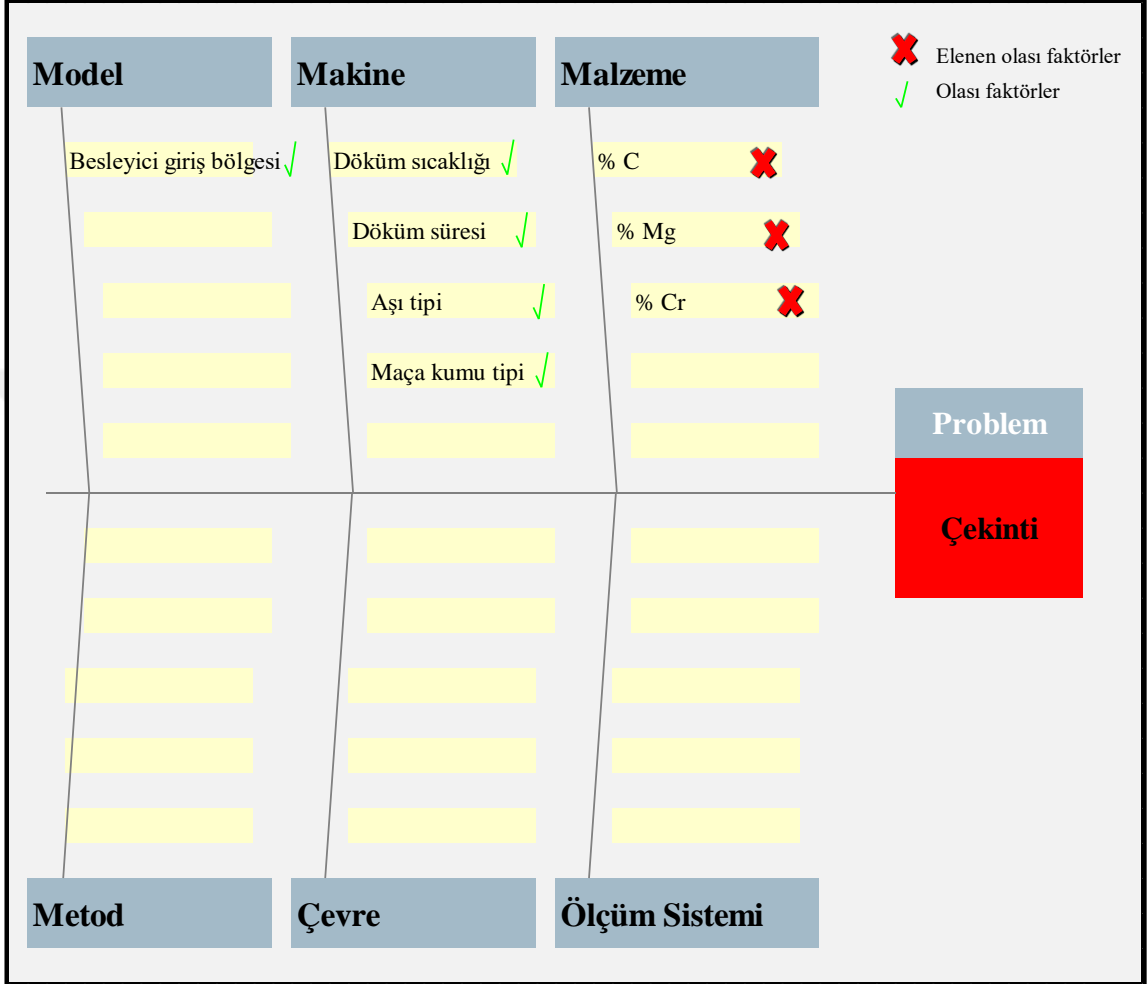 Model
Makine
Malzeme
Elenen olası faktörler
Olası faktörler
Besleyici giriş bölgesi
Döküm sıcaklığı
% C
Döküm süresi
% Mg
Aşı tipi
% Cr
Maça kumu tipi
Problem
Çekinti
Metod
Çevre
Ölçüm Sistemi